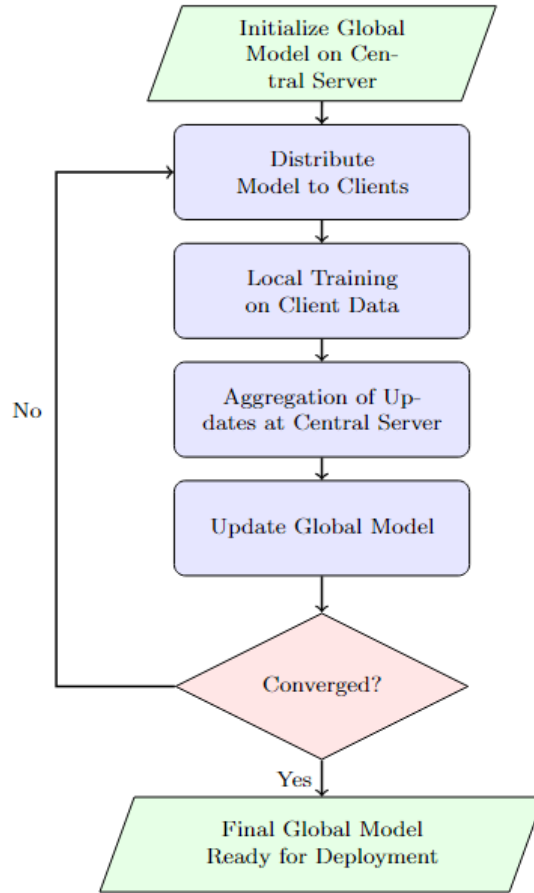 Initialize Global
Model on Cen-
tral Server
Distribute
Model to Clients
Local Training
on Client Data
Aggregation of Up-
dates at Central Server
No
Update Global Model
Converged?
Yes
Final Global Model
Ready for Deployment